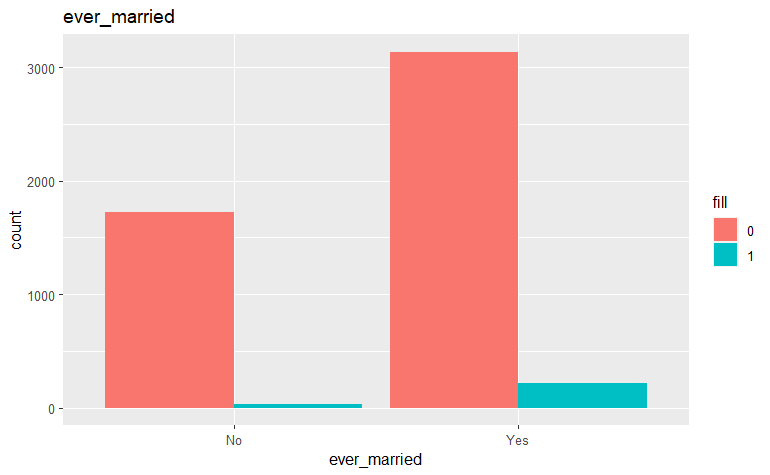 ever_married
3000
2000
1000
0
count
No
Yes
ever_married
fill
0
1